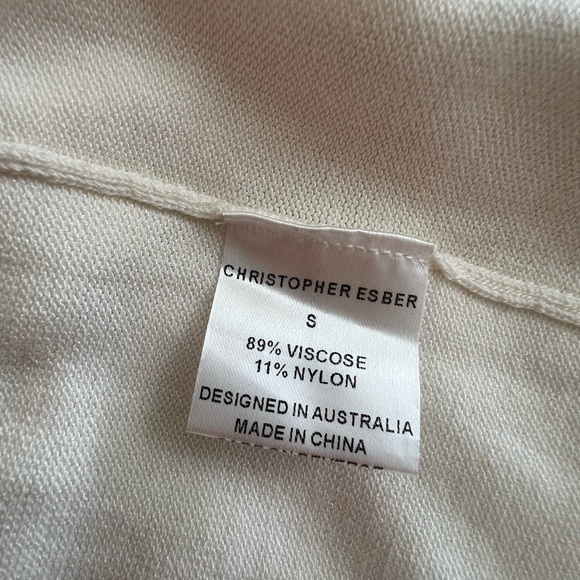 CHRISTOPHER ESBER
S
89% VISCOSE
11% NYLON
DESIGNED IN AUSTRALIA
MADE IN CHINA